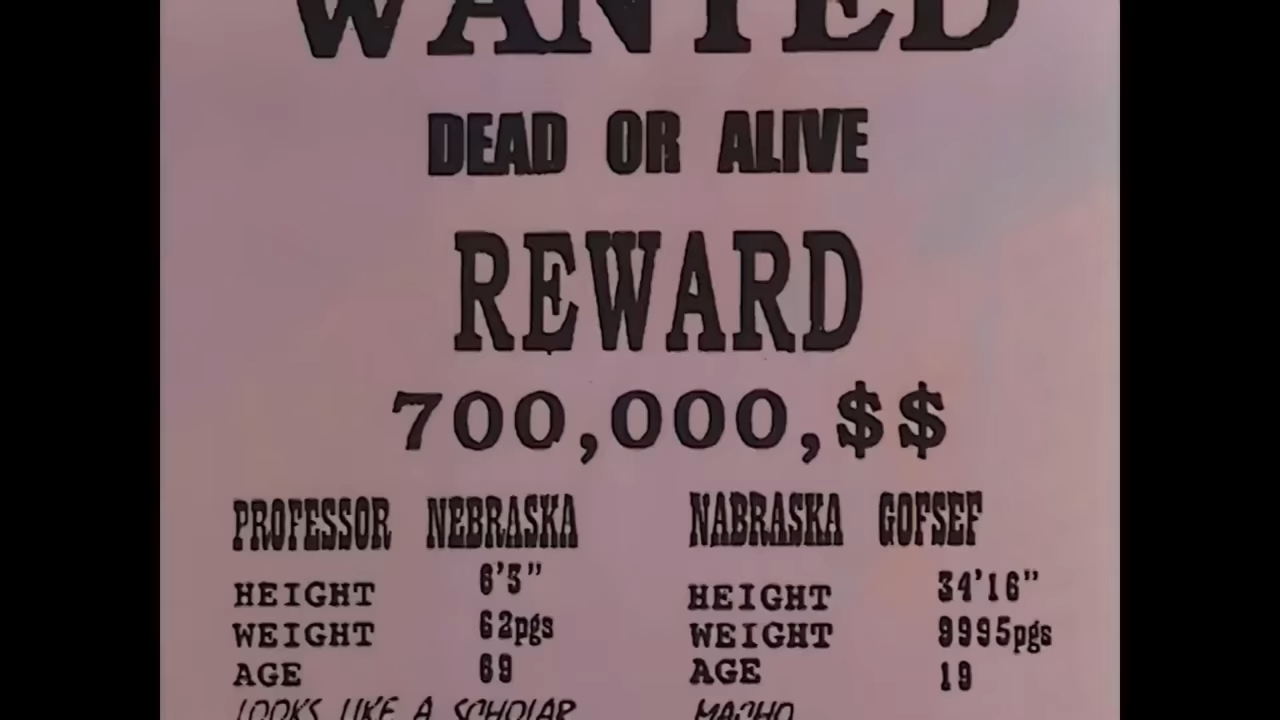 WANTED
DEAD OR ALIVE
REWARD
700,000,$$
PROFESSOR NEBRASKA NABRASKA GOFSEF
HEIGHT 6'3" HEIGHT 34'16"
WEIGHT 62pgs WEIGHT 9995pgs
AGE 69 AGE 19
LOOKS LIKE A SCHOLAR MACHO